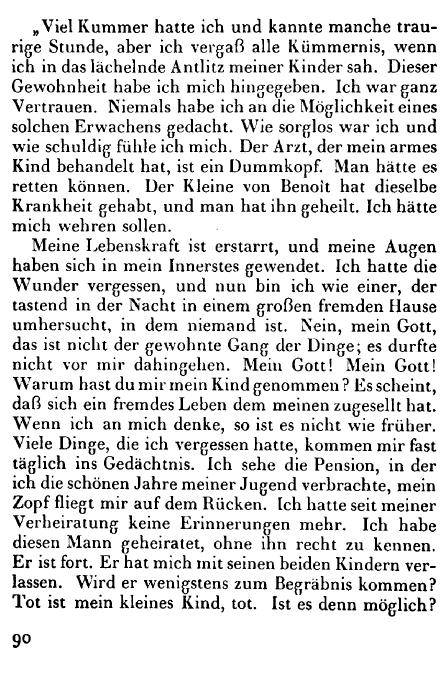 „Viel Kummer hatte ich und kannte manche trau-
rige Stunde, aber ich vergaß alle Kümmernis, wenn
ich in das lächelnde Antlitz meiner Kinder sah. Dieser
Gewohnheit habe ich mich hingegeben. Ich war ganz
Vertrauen. Niemals habe ich an die Möglichkeit eines
solchen Erwachens gedacht. Wie sorglos war ich und
wie schuldig fühle ich mich. Der Arzt, der mein armes
Kind behandelt hat, ist ein Dummkopf. Man hätte es
retten können. Der Kleine von Benoit hat dieselbe
Krankheit gehabt, und man hat ihn geheilt. Ich hätte
mich wehren sollen.
Meine Lebenskraft ist erstarrt, und meine Augen
haben sich in mein Innerstes gewendet. Ich hatte die
Wunder vergessen, und nun bin ich wie einer, der
tastend in der Nacht in einem großen fremden Hause
umhersucht, in dem niemand ist. Nein, mein Gott,
das ist nicht der gewohnte Gang der Dinge; es durfte
nicht vor mir dahingehen. Mein Gott! Mein Gott!
Warum hast du mir mein Kind genommen? Es scheint,
daß sich ein fremdes Leben dem meinen zugesellt hat.
Wenn ich an mich denke, so ist es nicht wie früher.
Viele Dinge, die ich vergessen hatte, kommen mir fast
täglich ins Gedächtnis. Ich sehe die Pension, in der
ich die schönen Jahre meiner Jugend verbrachte, mein
Zopf fliegt mir auf dem Rücken. Ich hatte seit meiner
Verheiratung keine Erinnerungen mehr. Ich habe
diesen Mann geheiratet, ohne ihn recht zu kennen.
Er ist fort. Er hat mich mit seinen beiden Kindern ver-
lassen. Wird er wenigstens zum Begräbnis kommen?
Tot ist mein kleines Kind, tot. Ist es denn möglich?
90